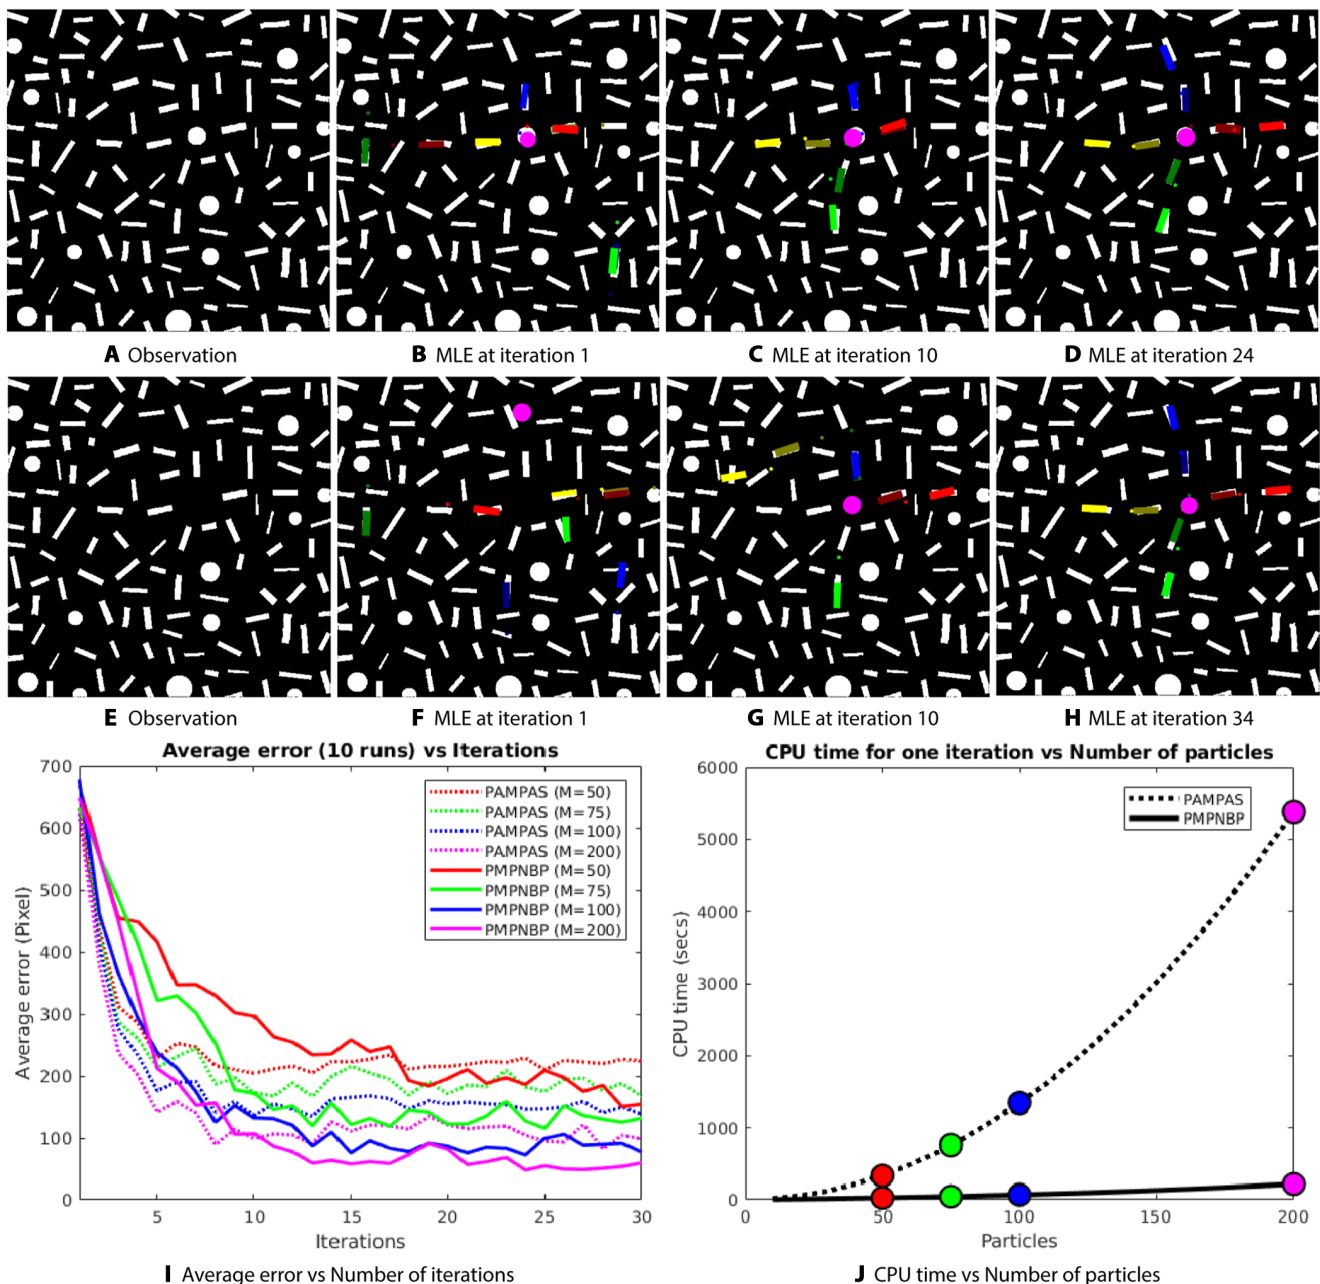 A Observation
B MLE at iteration 1
C MLE at iteration 10
D MLE at iteration 24
E Observation
F MLE at iteration 1
G MLE at iteration 10
H MLE at iteration 34
Average error (10 runs) vs Iterations
700
600
500
400
300
200
100
0
5
10
15
20
25
30
Average error (Pixel)
Iterations
PAMPAS (M=50)
PAMPAS (M=75)
PAMPAS (M=100)
PAMPAS (M=200)
PMPNBP (M=50)
PMPNBP (M=75)
PMPNBP (M=100)
PMPNBP (M=200)
I Average error vs Number of iterations
CPU time for one iteration vs Number of particles
6000
5000
4000
3000
2000
1000
0
0
50
100
150
200
CPU time (secs)
Particles
PAMPAS
PMPNBP
J CPU time vs Number of particles